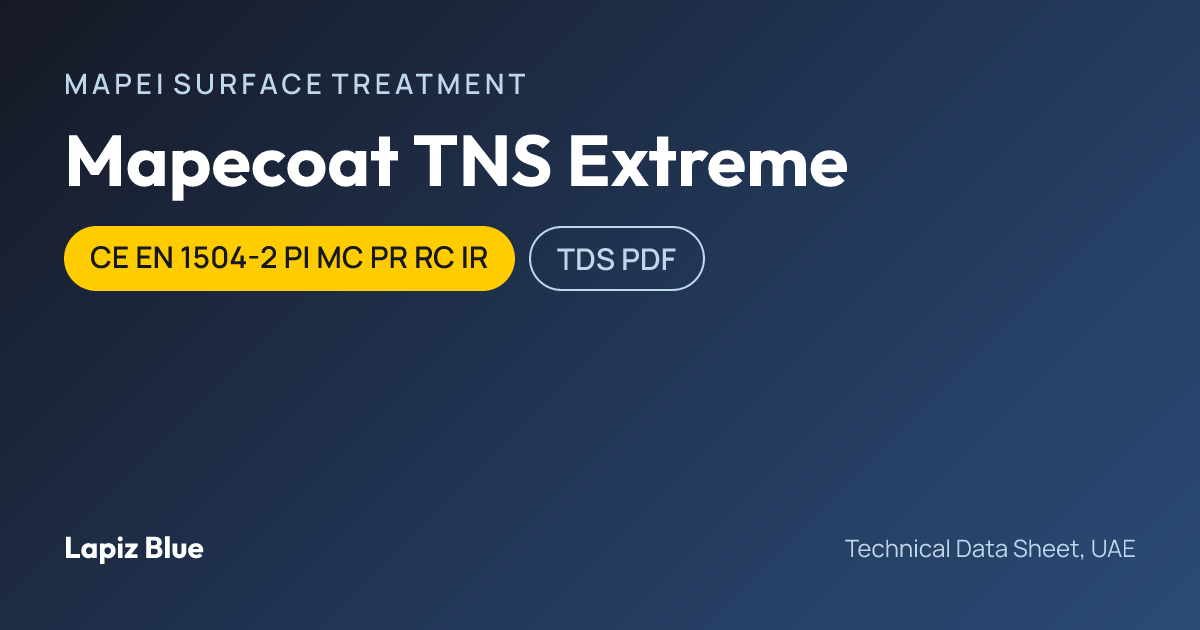 MAPEI SURFACE TREATMENT
Mapecoat TNS Extreme
CE EN 1504-2 PI MC PR RC IR
TDS PDF
Lapiz Blue
Technical Data Sheet, UAE